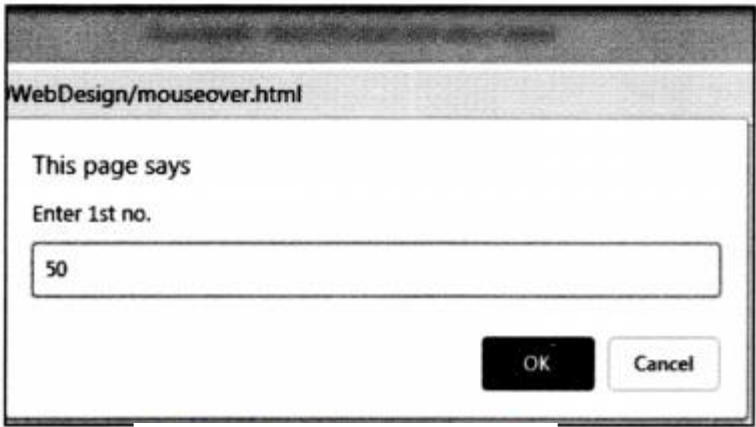 WebDesign/mouseover.html
This page says
Enter 1st no.
50
OK Cancel